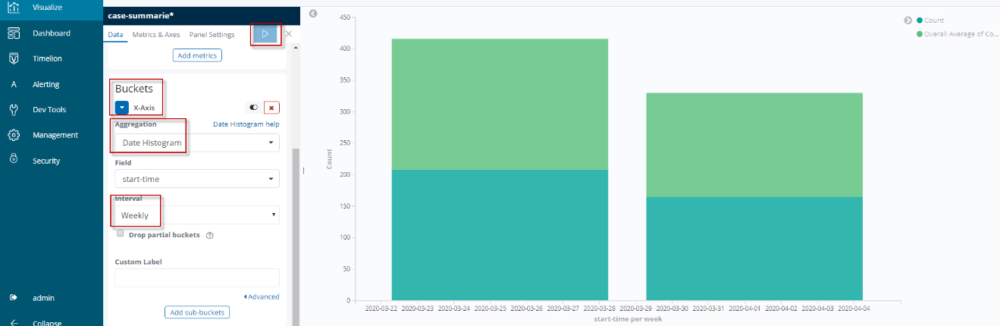 Visualize
Dashboard
Timelion
A Alerting
Dev Tools
Management
Security
admin
Collapse
case-summarie*
Data Metrics & Axes Panel Settings
Add metrics
Buckets
X-Axis
Aggregation Date Histogram help
Date Histogram
Field
start-time
Interval
Weekly
Drop partial buckets
Custom Label
Advanced
Add sub-buckets
450
400
350
300
250
200
150
100
50
0
Count
2020-03-22 2020-03-23 2020-03-24 2020-03-25 2020-03-26 2020-03-27 2020-03-28 2020-03-29 2020-03-30 2020-03-31 2020-04-01 2020-04-02 2020-04-03 2020-04-04
start-time per week
Count
Overall Average of Co...